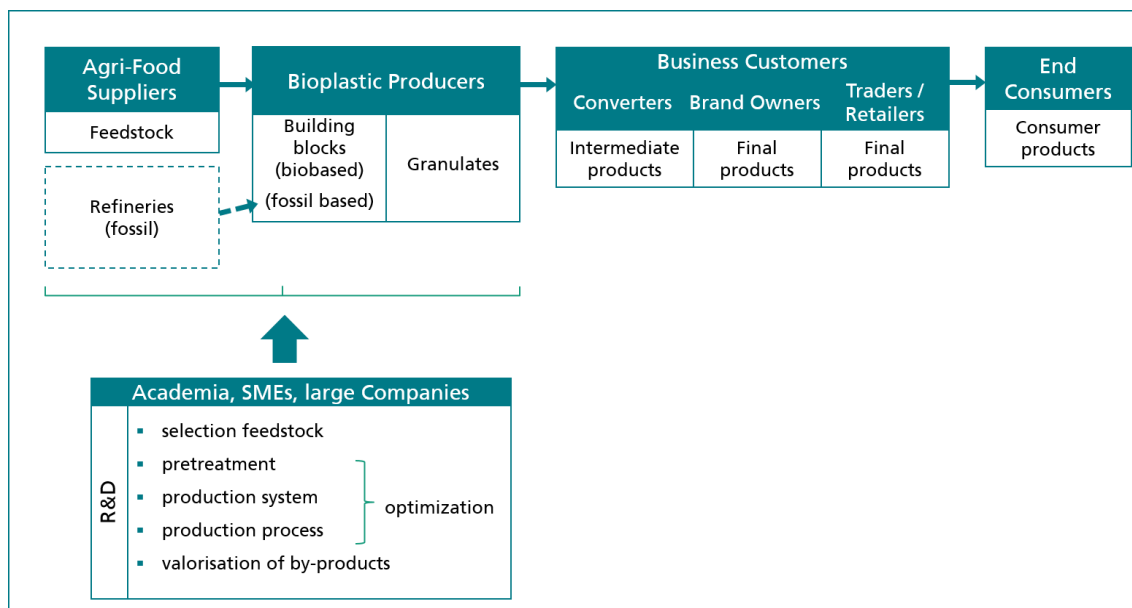 Agri-Food
Suppliers
Feedstock
Refineries
(fossil)
Bioplastic Producers
Building
blocks
(biobased)
(fossil based)
Granulates
Business Customers
Converters
Brand Owners
Traders /
Retailers
Intermediate
products
Final
products
Final
products
End
Consumers
Consumer
products
Academia, SMEs, large Companies
R&D
▪ selection feedstock
▪ pretreatment
▪ production system
▪ production process
▪ valorisation of by-products
optimization